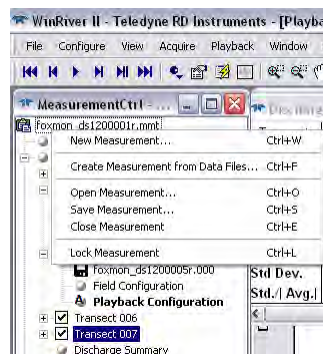 WinRiver II - Teledyne RD Instruments - [Playba
File Configure View Acquire Playback Window
MeasurementCtrl - ...
foxmon_ds1200001r.mmt
New Measurement... Ctrl+W
Create Measurement from Data Files... Ctrl+F
Open Measurement... Ctrl+O
Save Measurement... Ctrl+S
Close Measurement Ctrl+E
Lock Measurement Ctrl+L
foxmon_ds1200005r.000
Field Configuration
Std Dev.
Playback Configuration
Std./| Avg.|
Transect 006
Transect 007
Discharge Summary